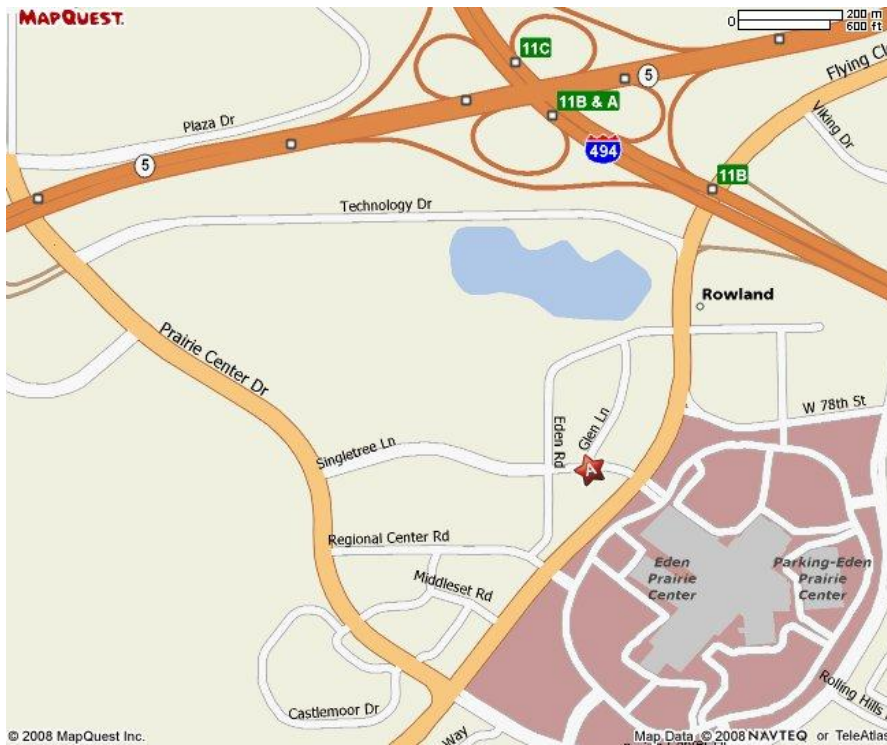 MAPQUEST.
0 200 m
600 ft
11C
5
Flying Cl
11B & A
Viking Dr
Plaza Dr
494
5
11B
Technology Dr
Rowland
Prairie Center Dr
W 78th St
Glen Ln
Eden Rd
Singletree Ln
A
Regional Center Rd
Eden
Prairie
Center
Parking-Eden
Prairie
Center
Middleset Rd
Rolling Hills
Castlemoor Dr
Way
© 2008 MapQuest Inc.
Map Data © 2008 NAVTEQ or TeleAtlas